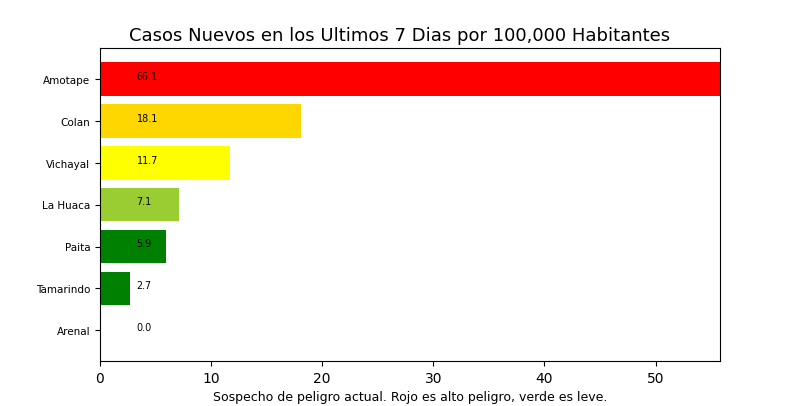 Casos Nuevos en los Ultimos 7 Dias por 100,000 Habitantes
Amotape 66.1
Colan 18.1
Vichayal 11.7
La Huaca 7.1
Paita 5.9
Tamarindo 2.7
Arenal 0.0
0 10 20 30 40 50
Sospecho de peligro actual. Rojo es alto peligro, verde es leve.